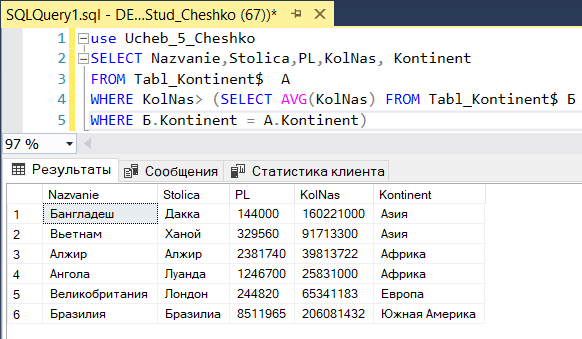 SQLQuery1.sql - DE...Stud_Cheshko (67))*
1 use Ucheb_5_Cheshko
2 SELECT Nazvanie,Stolica,PL,KolNas, Kontinent
3 FROM Tabl_Kontinent$ А
4 WHERE KolNas> (SELECT AVG(KolNas) FROM Tabl_Kontinent$ Б
5 WHERE Б.Kontinent = А.Kontinent)
97 %
Результаты Сообщения Статистика клиента
Nazvanie Stolica PL KolNas Kontinent
1 Бангладеш Дакка 144000 160221000 Азия
2 Вьетнам Ханой 329560 91713300 Азия
3 Алжир Алжир 2381740 39813722 Африка
4 Ангола Луанда 1246700 25831000 Африка
5 Великобритания Лондон 244820 65341183 Европа
6 Бразилия Бразилиа 8511965 206081432 Южная Америка